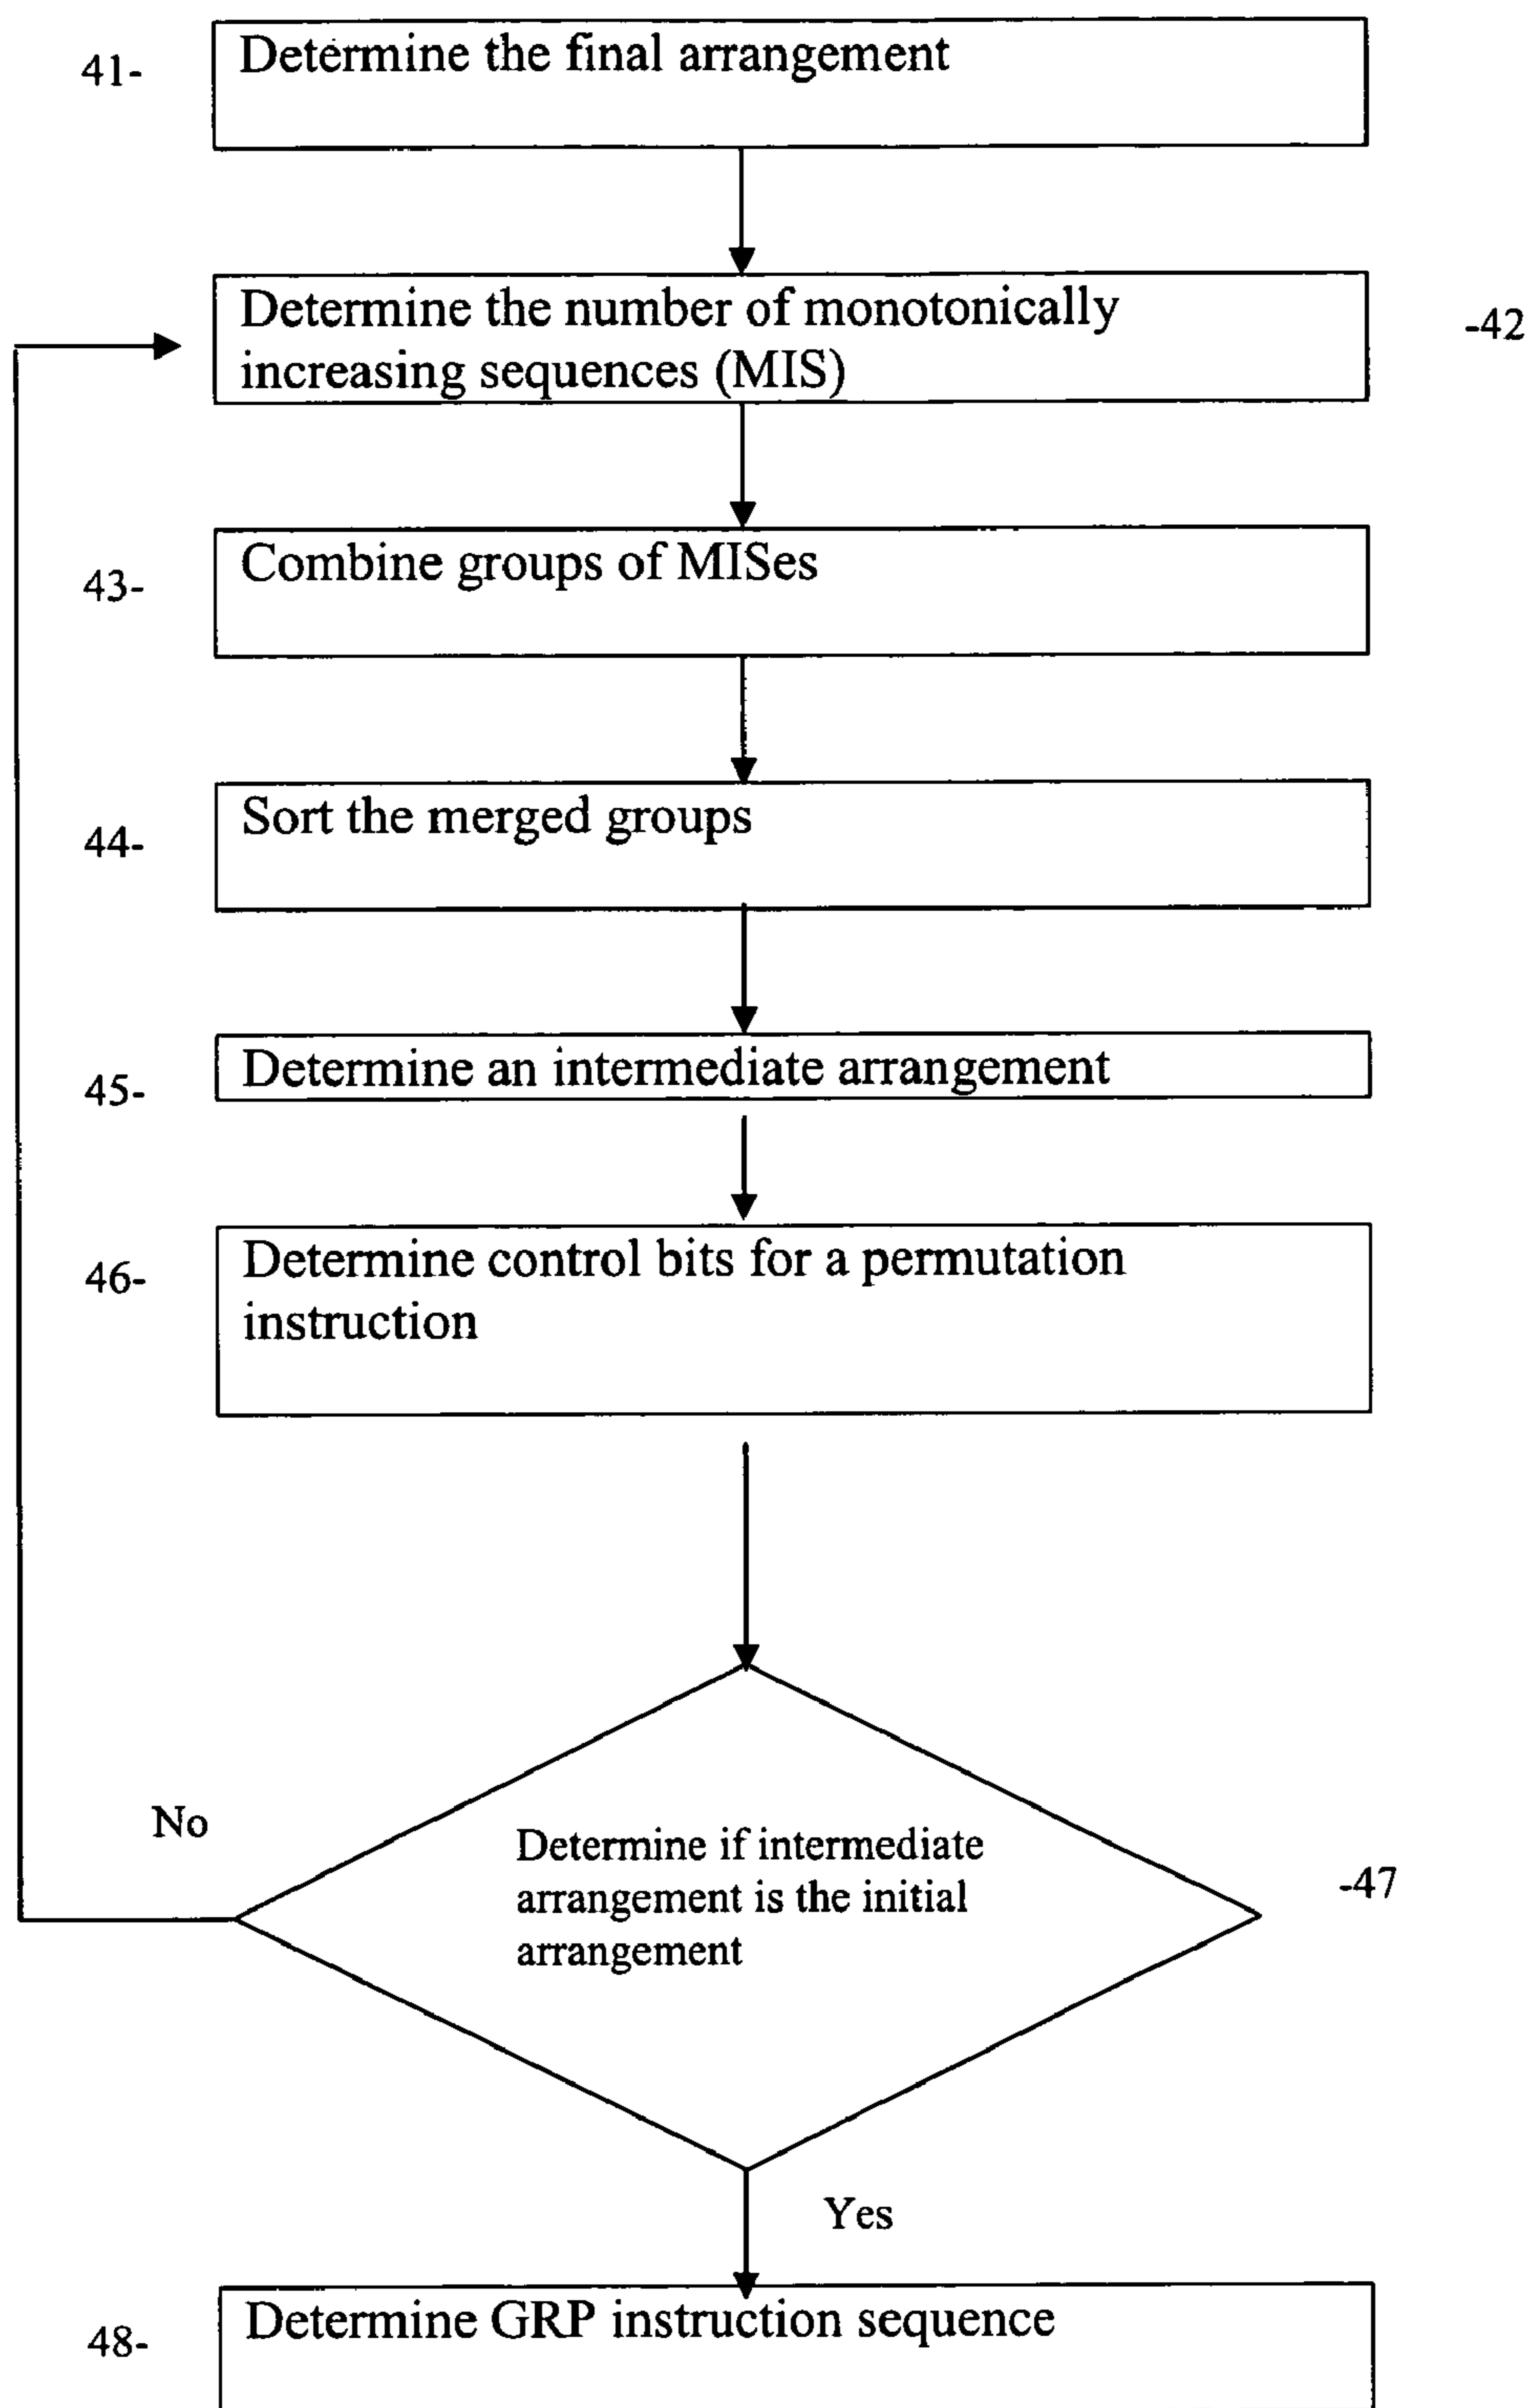 41-
Determine the final arrangement
Determine the number of monotonically
increasing sequences (MIS)
-42
43-
Combine groups of MISes
44-
Sort the merged groups
45-
Determine an intermediate arrangement
46-
Determine control bits for a permutation
instruction
No
Determine if intermediate
arrangement is the initial
arrangement
-47
Yes
48-
Determine GRP instruction sequence